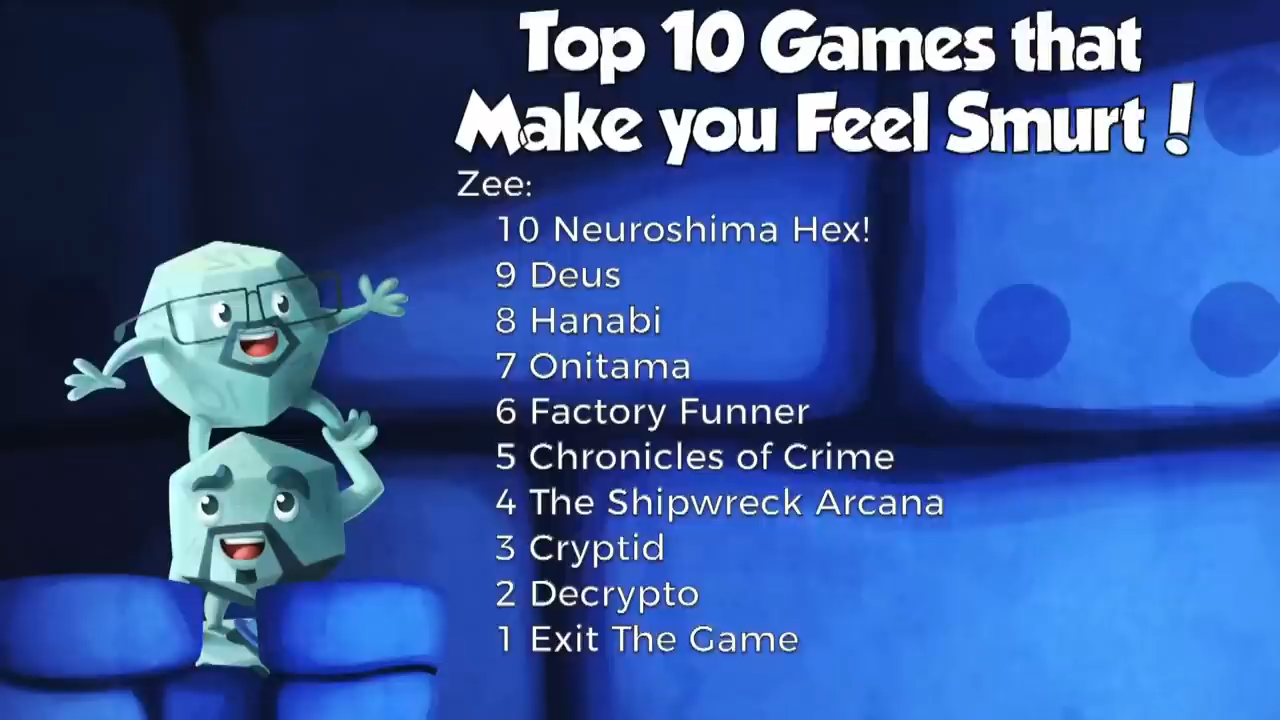 Top 10 Games that
Make you Feel Smurt!
Zee:
10 Neuroshima Hex!
9 Deus
8 Hanabi
7 Onitama
6 Factory Funner
5 Chronicles of Crime
4 The Shipwreck Arcana
3 Cryptid
2 Decrypto
1 Exit The Game